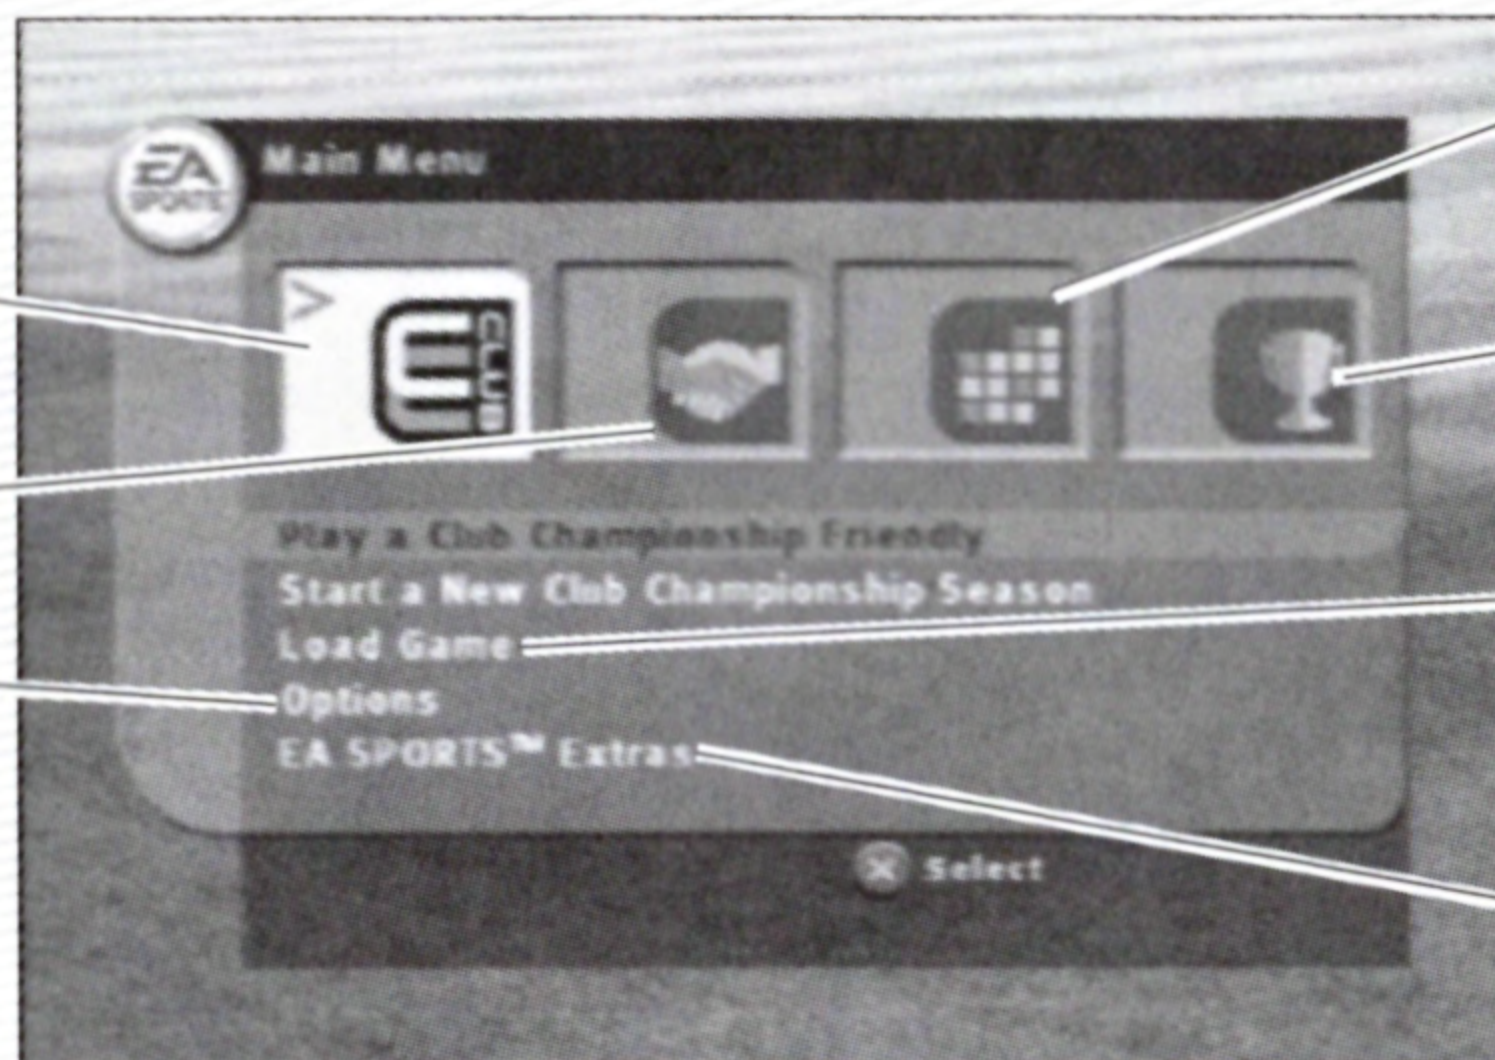 EA
SPORTS
Main Menu
CLUB
Play a Club Championship Friendly
Start a New Club Championship Season
Load Game
Options
EA SPORTS™ Extras
Select